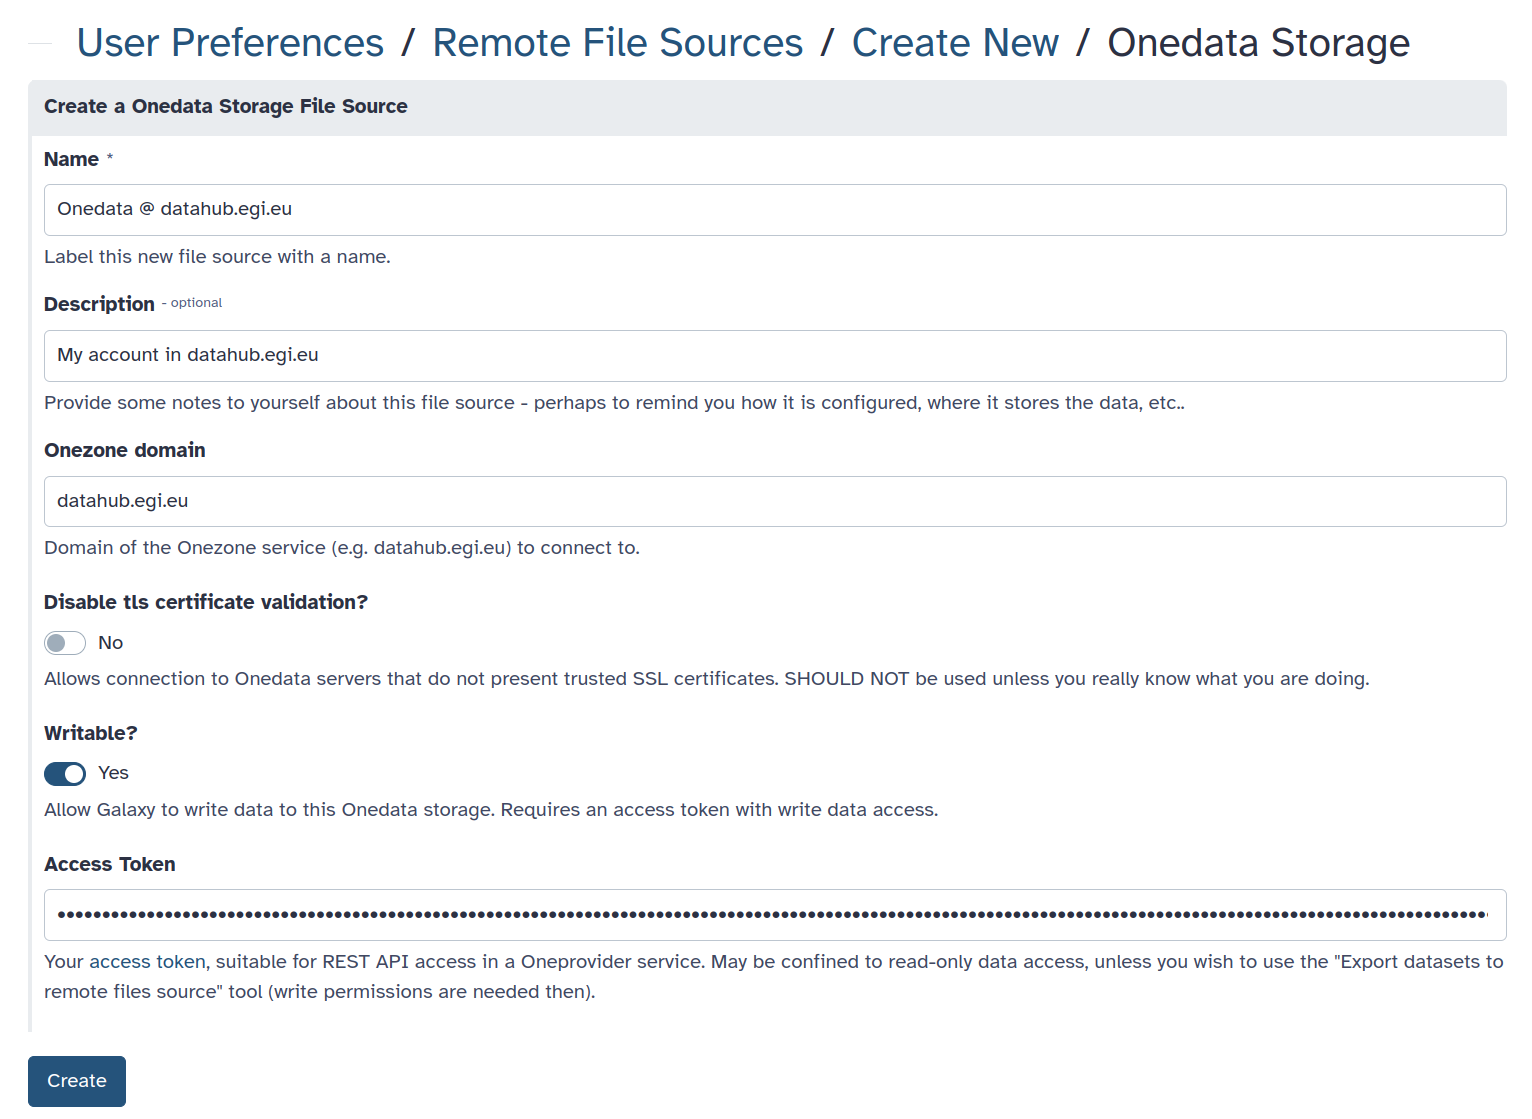 User Preferences / Remote File Sources / Create New / Onedata Storage
Create a Onedata Storage File Source
Name *
Onedata @ datahub.egi.eu
Label this new file source with a name.
Description - optional
My account in datahub.egi.eu
Provide some notes to yourself about this file source - perhaps to remind you how it is configured, where it stores the data, etc..
Onezone domain
datahub.egi.eu
Domain of the Onezone service (e.g. datahub.egi.eu) to connect to.
Disable tls certificate validation?
No
Allows connection to Onedata servers that do not present trusted SSL certificates. SHOULD NOT be used unless you really know what you are doing.
Writable?
Yes
Allow Galaxy to write data to this Onedata storage. Requires an access token with write data access.
Access Token
Your access token, suitable for REST API access in a Oneprovider service. May be confined to read-only data access, unless you wish to use the "Export datasets to
remote files source" tool (write permissions are needed then).
Create